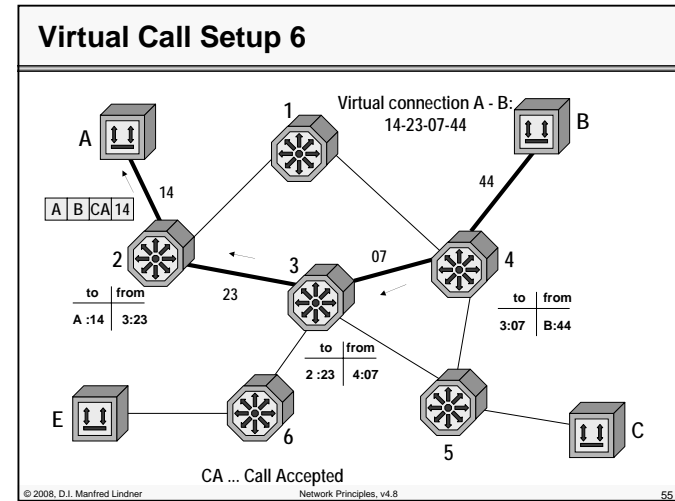 Virtual Call Setup 6
Virtual connection A - B:
14-23-07-44
A
1
B
14
44
A B CA 14
2
3
07
4
23
to from
A :14 3:23
to from
3:07 B:44
to from
2 :23 4:07
E
6
5
C
CA ... Call Accepted
© 2008, D.I. Manfred Lindner Network Principles, v4.8 55